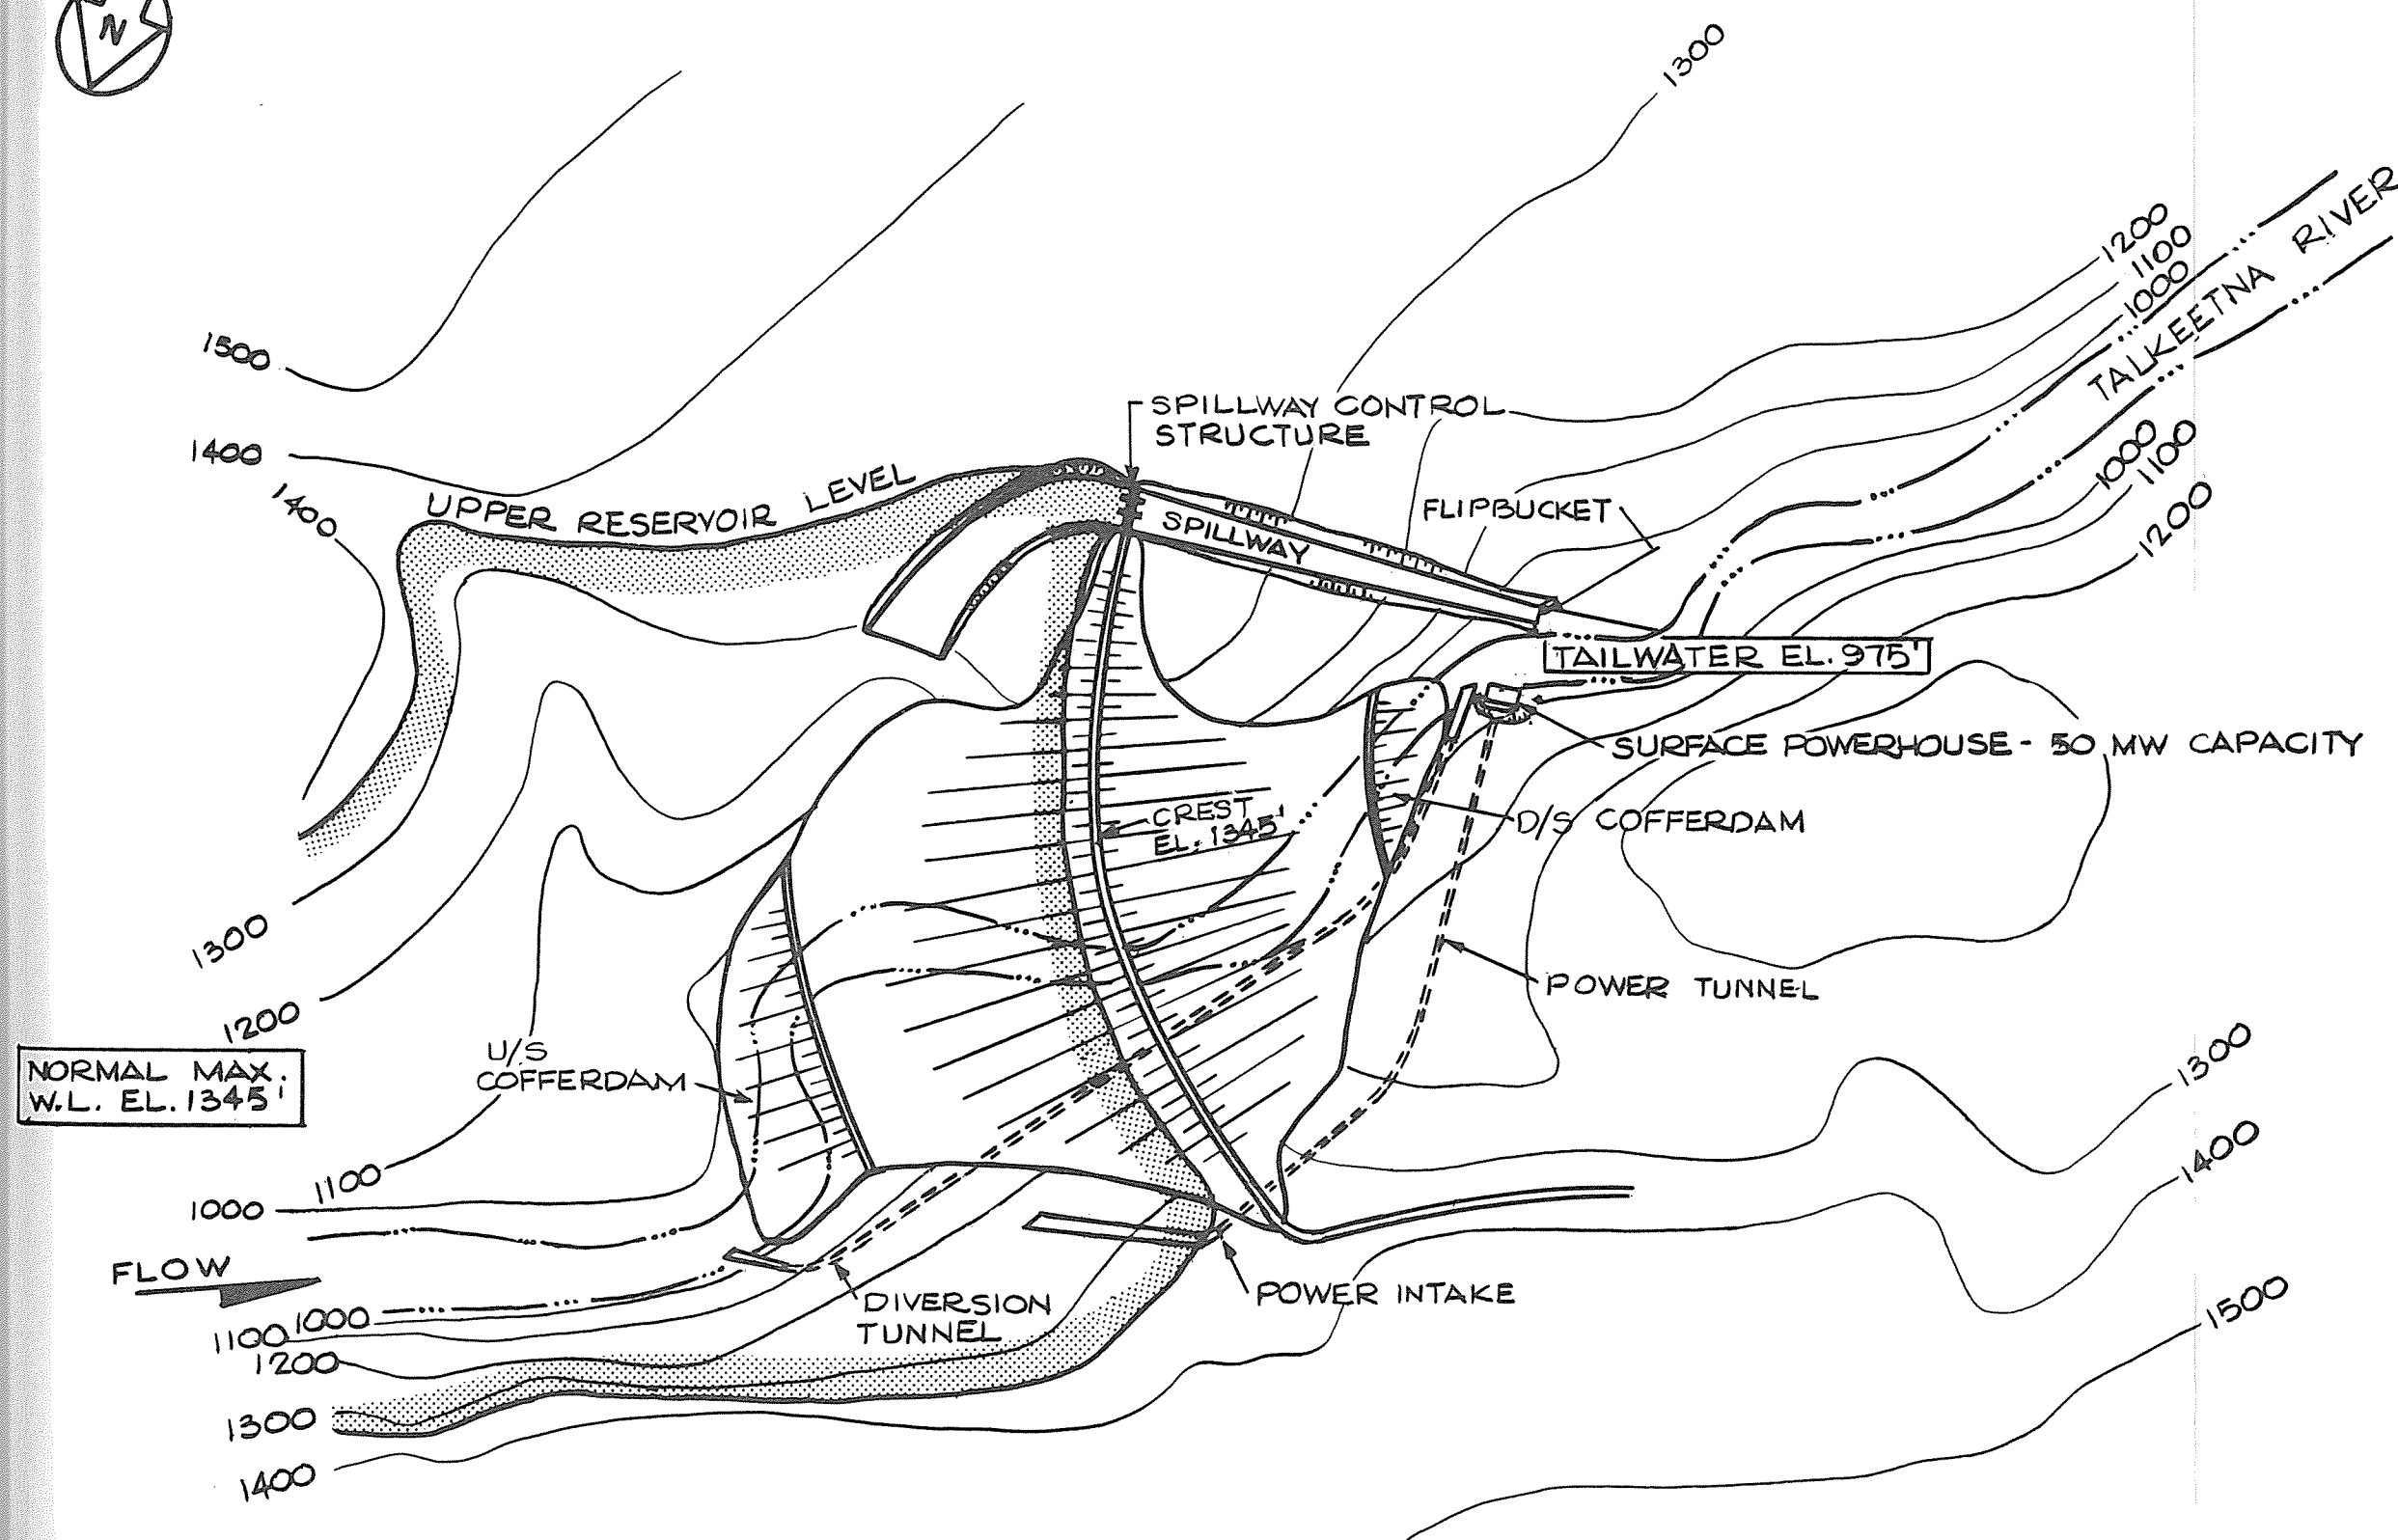 N
1300
1200
1100
1000
TALKEETNA RIVER
1500
1400
1400
UPPER RESERVOIR LEVEL
SPILLWAY CONTROL
STRUCTURE
FLIPBUCKET
SPILLWAY
1000
1100
1200
TAILWATER EL. 975'
SURFACE POWERHOUSE - 50 MW CAPACITY
CREST
EL. 1345'
D/S COFFERDAM
1300
1200
POWER TUNNEL
NORMAL MAX.
W.L. EL. 1345'
U/S
COFFERDAM
1300
1400
1500
1100
1000
FLOW
1000
1100
1200
1300
1400
DIVERSION
TUNNEL
POWER INTAKE